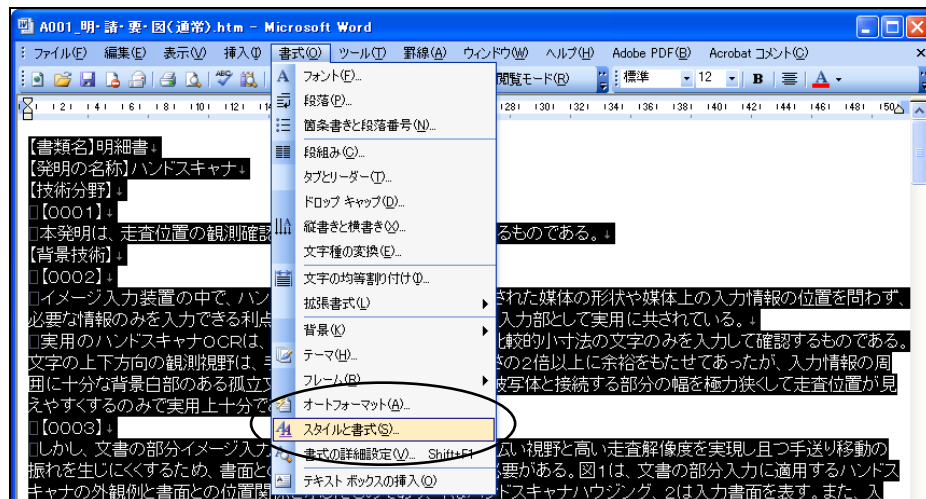 A001_明・請・要・図(通常).htm - Microsoft Word
ファイル(F) 編集(E) 表示(V) 挿入(I) 書式(O) ツール(T) 罫線(A) ウィンドウ(W) ヘルプ(H) Adobe PDF(B) Acrobat コメント(C) ×
閲覧モード(R) 標準 12 B A
フォント(F)...
段落(P)...
箇条書きと段落番号(N)...
段組み(C)...
タブとリーダー(T)...
ドロップ キャップ(D)...
縦書きと横書き(X)...
文字種の変換(E)...
文字の均等割り付け(I)...
拡張書式(L)
背景(K)
テーマ(H)...
フレーム(R)
オートフォーマット(A)...
スタイルと書式(S)...
書式の詳細設定(V)... Shift+F1
テキスト ボックスの挿入(O)
|2| |4| |6| |8| |10| |12| |28| |30| |32| |34| |36| |38| |40| |42| |44| |46| |48| |50
【書類名】明細書↓
【発明の名称】ハンドスキャナ↓
【技術分野】↓
□【0001】↓
□本発明は、走査位置の観測確認 るものである。↓
【背景技術】↓
□【0002】↓
□イメージ入力装置の中で、ハン された媒体の形状や媒体上の入力情報の位置を問わず、
必要な情報のみを入力できる利点 入力部として実用に共されている。↓
□実用のハンドスキャナOCRは、 比較的小寸法の文字のみを入力して確認するものである。
文字の上下方向の観測視野は、 さの2倍以上に余裕をもたせてあったが、入力情報の周
囲に十分な背景白部のある孤立文 被写体と接続する部分の幅を極力狭くして走査位置が見
えやすくするのみで実用上十分で
□【0003】↓
□しかし、文書の部分イメージ入力 広い視野と高い走査解像度を実現し且つ手送り移動の
振れを生じにくくするため、書面と 必要がある。図1は、文書の部分入力に適用するハンドス
キャナの外観例と書面との位置関 ンドスキャナハウジング、2は入力書面を表す。また、入